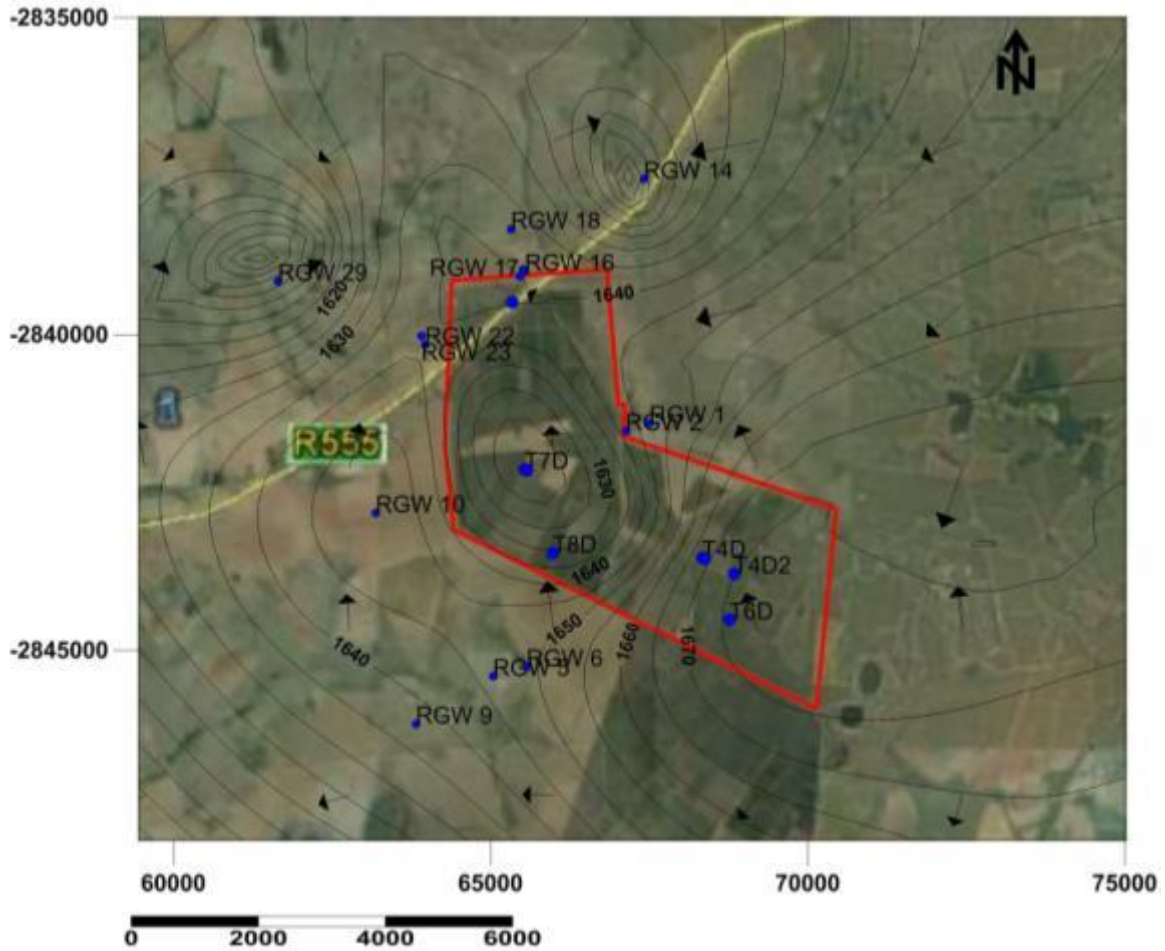 -2835000
N
RGW 14
RGW 18
RGW 17
RGW 16
RGW 29
1620
1640
-2840000
1630
RGW 22
RGW 23
RGW 1
RGW 2
R555
T7D
1630
RGW 10
T8D
T4D
1640
T4D2
T6D
1650
1660
1670
-2845000
1640
RGW 6
RGW 5
RGW 9
60000
65000
70000
75000
0
2000
4000
6000